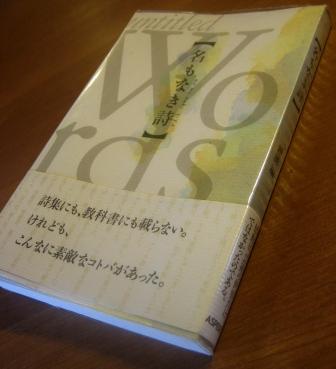 untitled
Words
【名もなき詩】
詩集にも、教科書にも載らない。
けれども、
こんなに素敵なコトバがあった。